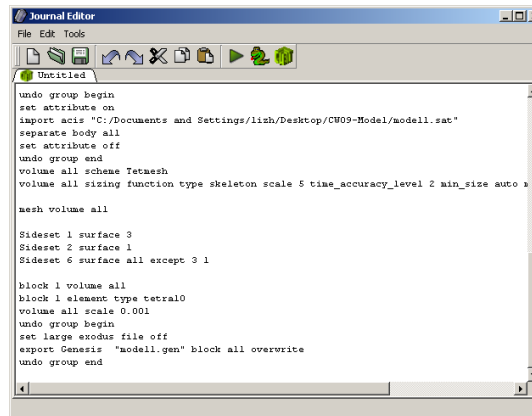 Journal Editor
File Edit Tools
Untitled
undo group begin
set attribute on
import acis "C:/Documents and Settings/lizh/Desktop/CW09-Model/model1.sat"
separate body all
set attribute off
undo group end
volume all scheme Tetmesh
volume all sizing function type skeleton scale 5 time_accuracy_level 2 min_size auto m
mesh volume all
Sideset 1 surface 3
Sideset 2 surface 1
Sideset 6 surface all except 3 1
block 1 volume all
block 1 element type tetra10
volume all scale 0.001
undo group begin
set large exodus file off
export Genesis "model1.gen" block all overwrite
undo group end